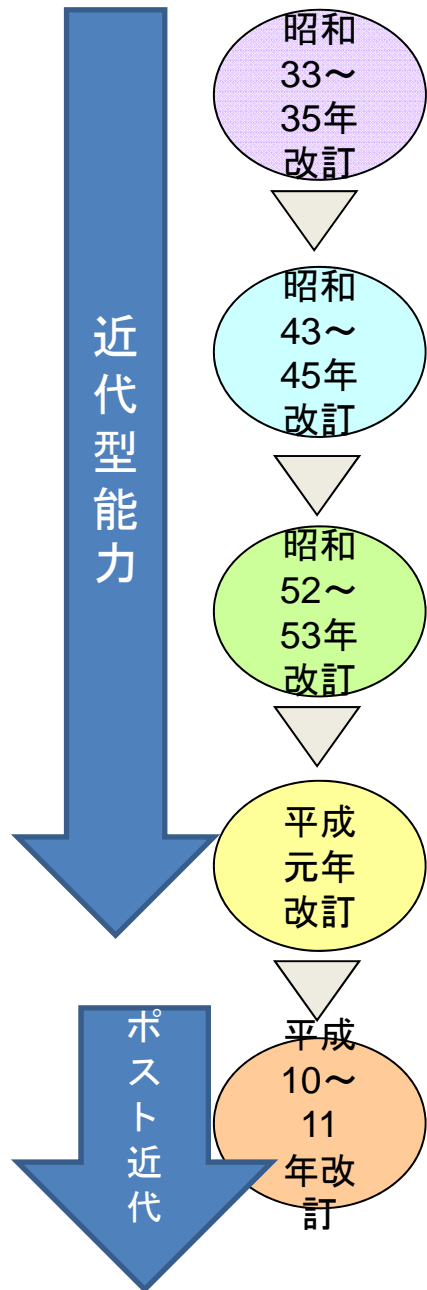 近代型能力
昭和
33～
35年
改訂
昭和
43～
45年
改訂
昭和
52～
53年
改訂
平成
元年
改訂
ポスト近代
平成
10～
11
年改
訂